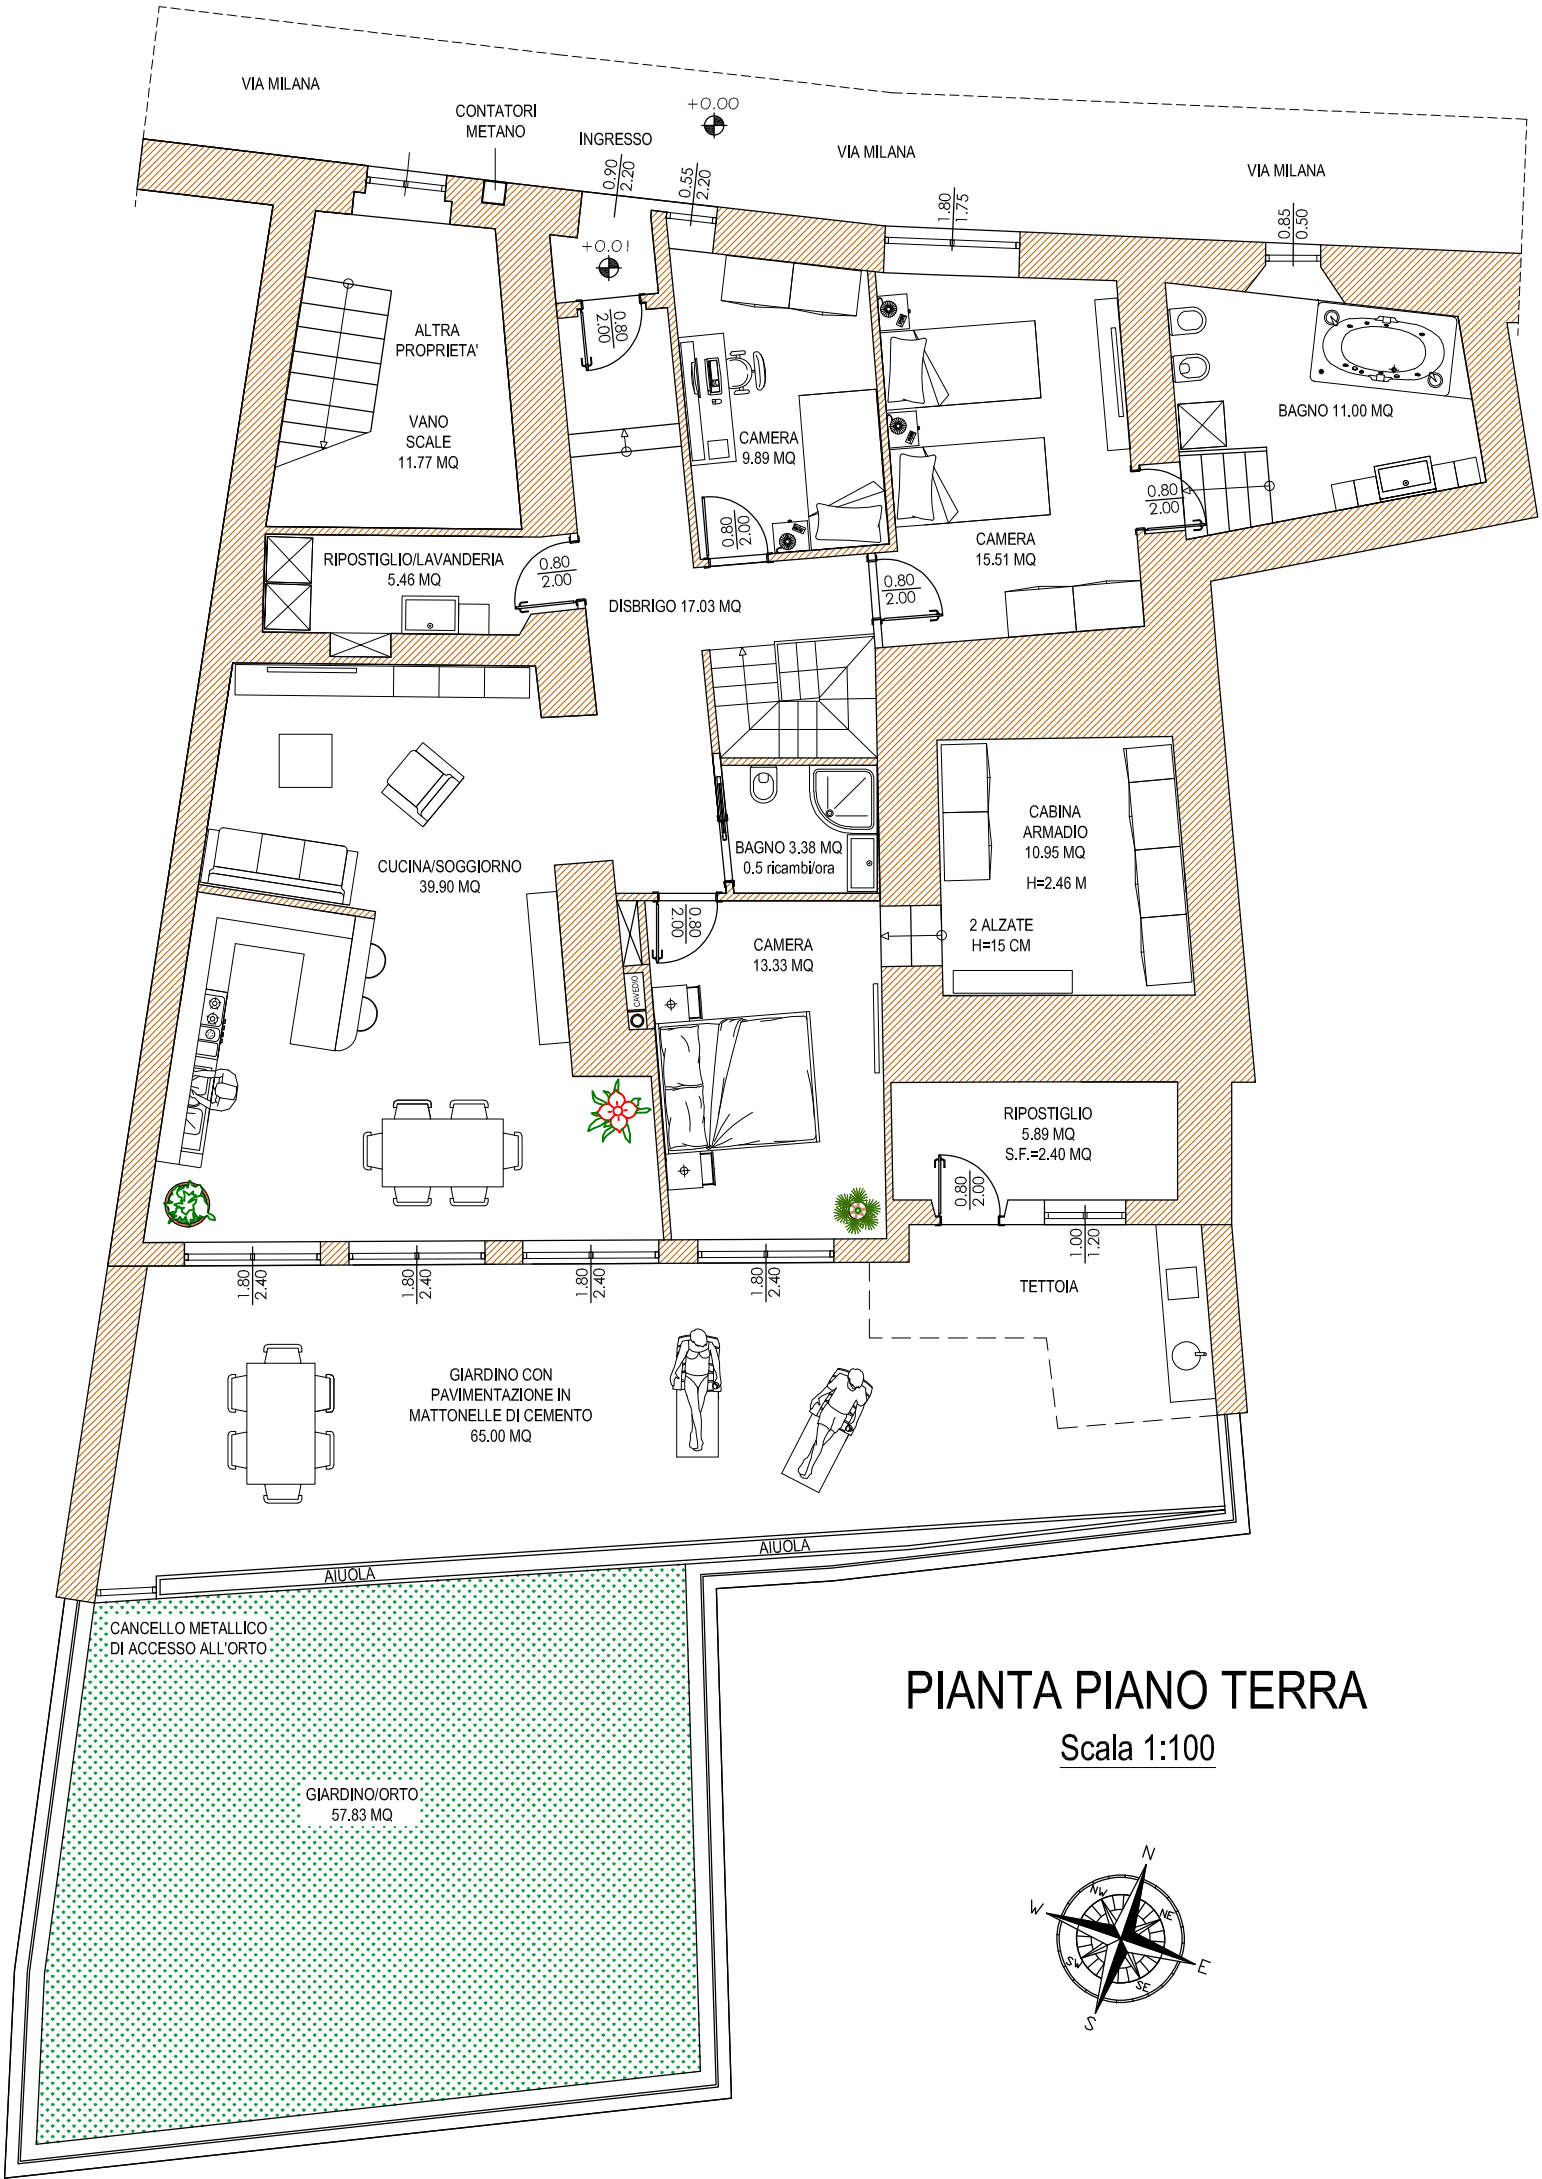 VIA MILANA
CONTATORI
METANO
INGRESSO
+0.00
VIA MILANA
VIA MILANA
0.90
2.20
0.55
2.20
1.80
1.75
0.85
0.50
+0.01
0.80
2.00
ALTRA
PROPRIETA'
VANO
SCALE
11.77 MQ
CAMERA
9.89 MQ
BAGNO 11.00 MQ
0.80
2.00
0.80
2.00
CAMERA
15.51 MQ
RIPOSTIGLIO/LAVANDERIA
5.46 MQ
0.80
2.00
0.80
2.00
DISBRIGO 17.03 MQ
CABINA
ARMADIO
10.95 MQ
H=2.46 M
BAGNO 3.38 MQ
0.5 ricambi/ora
CUCINA/SOGGIORNO
39.90 MQ
0.80
2.00
2 ALZATE
H=15 CM
CAMERA
13.33 MQ
CAVEDIO
RIPOSTIGLIO
5.89 MQ
S.F.=2.40 MQ
0.80
2.00
1.00
1.20
1.80
2.40
1.80
2.40
1.80
2.40
1.80
2.40
TETTOIA
GIARDINO CON
PAVIMENTAZIONE IN
MATTONELLE DI CEMENTO
65.00 MQ
AIUOLA
AIUOLA
CANCELLO METALLICO
DI ACCESSO ALL'ORTO
PIANTA PIANO TERRA
Scala 1:100
GIARDINO/ORTO
57.83 MQ
N
NW
NE
W
E
SW
SE
S